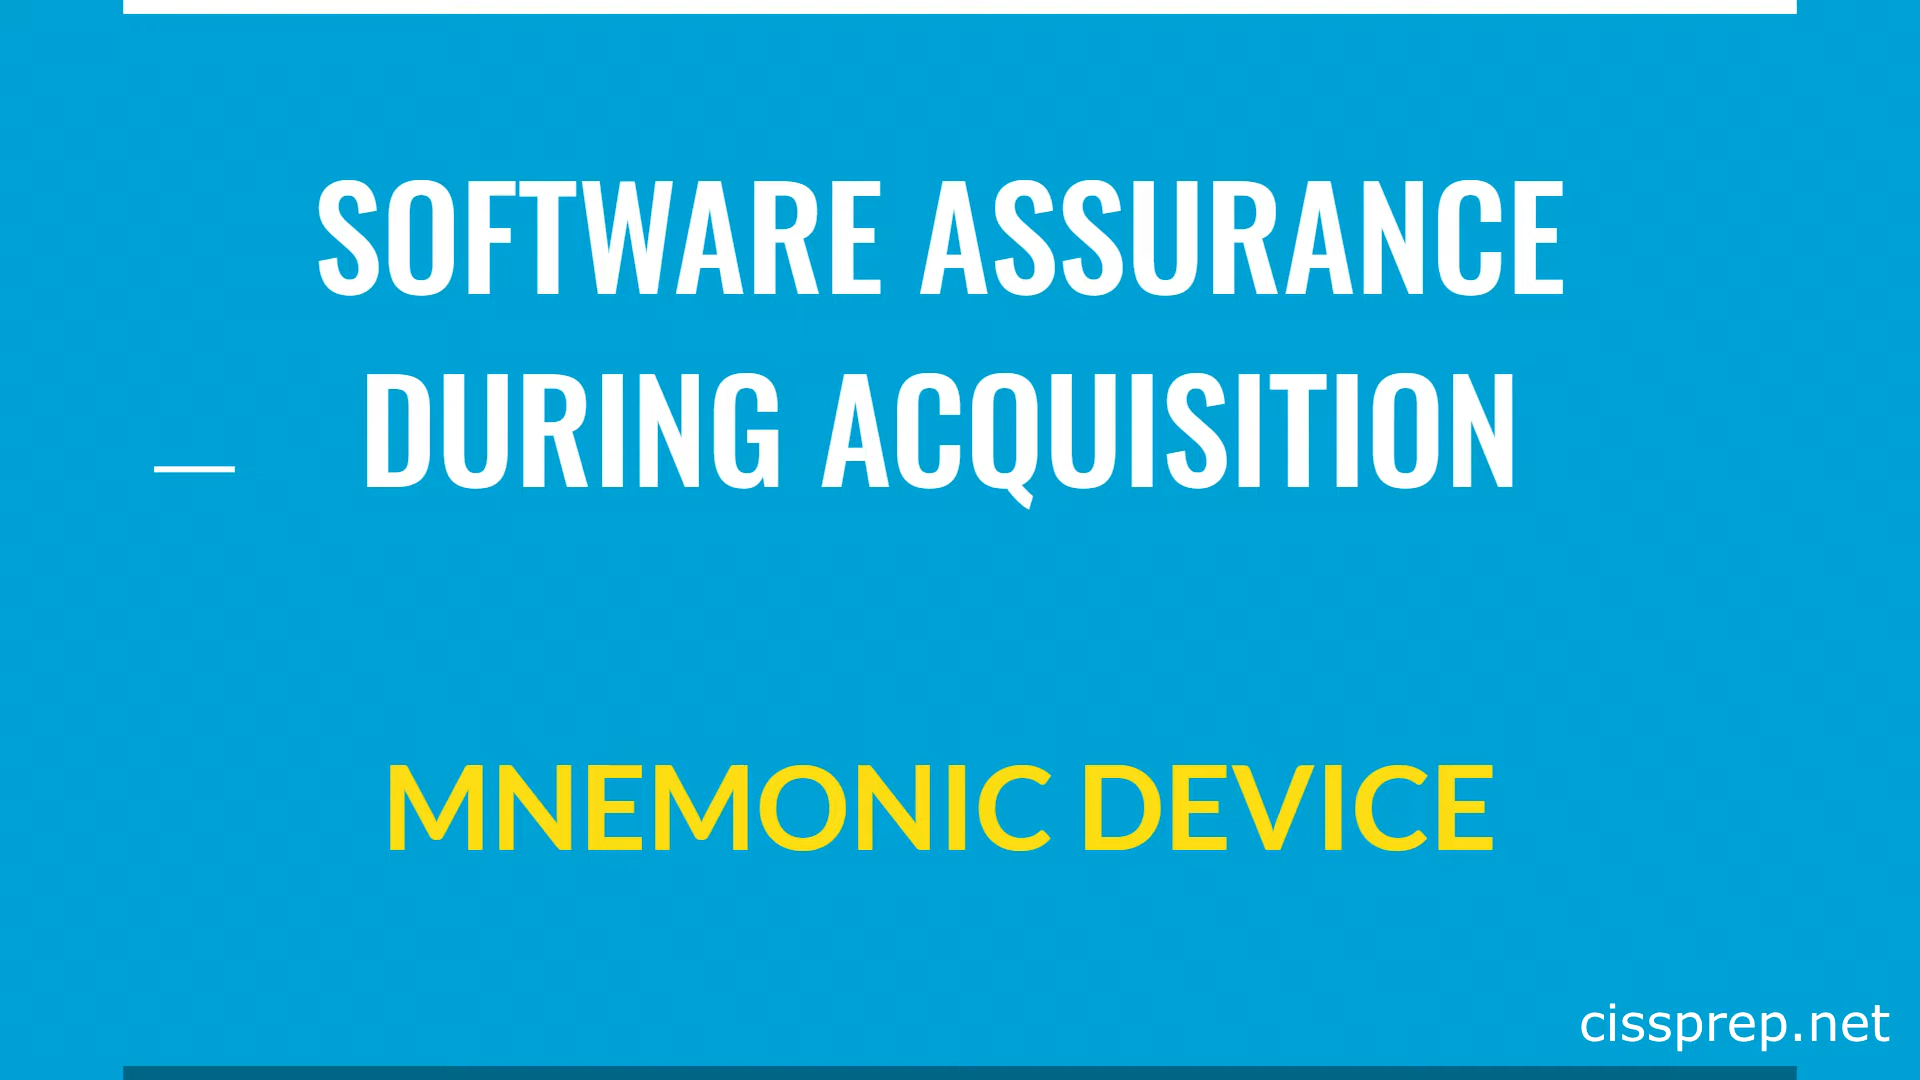 SOFTWARE ASSURANCE
DURING ACQUISITION
MNEMONIC DEVICE
cissprep.net